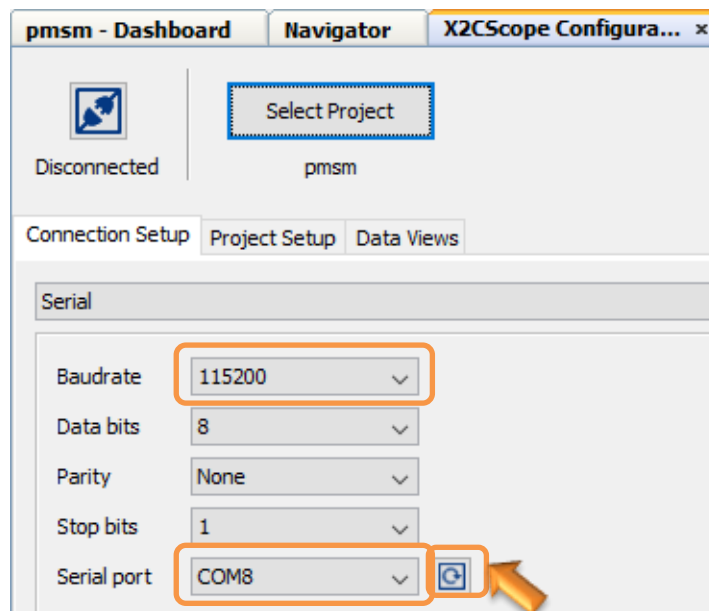 pmsm - Dashboard Navigator X2CScope Configura... ×
Select Project
Disconnected pmsm
Connection Setup Project Setup Data Views
Serial
Baudrate 115200
Data bits 8
Parity None
Stop bits 1
Serial port COM8